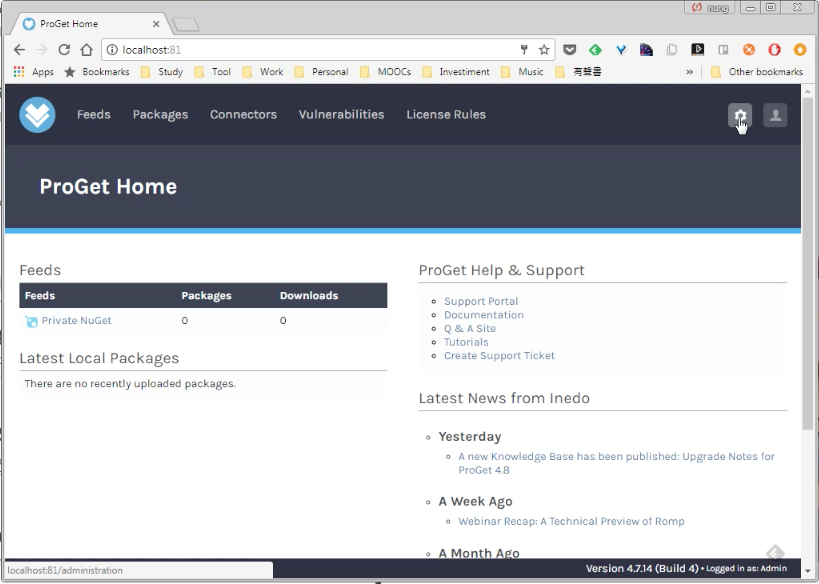 nung
ProGet Home
localhost:81
Apps Bookmarks Study Tool Work Personal MOOCs Investiment Music 有聲書 » Other bookmarks
Feeds Packages Connectors Vulnerabilities License Rules
ProGet Home
Feeds
Feeds Packages Downloads
Private NuGet 0 0
Latest Local Packages
There are no recently uploaded packages.
ProGet Help & Support
Support Portal
Documentation
Q & A Site
Tutorials
Create Support Ticket
Latest News from Inedo
Yesterday
A new Knowledge Base has been published: Upgrade Notes for
ProGet 4.8
A Week Ago
Webinar Recap: A Technical Preview of Romp
A Month Ago
localhost:81/administration
Version 4.7.14 (Build 4) • Logged in as: Admin